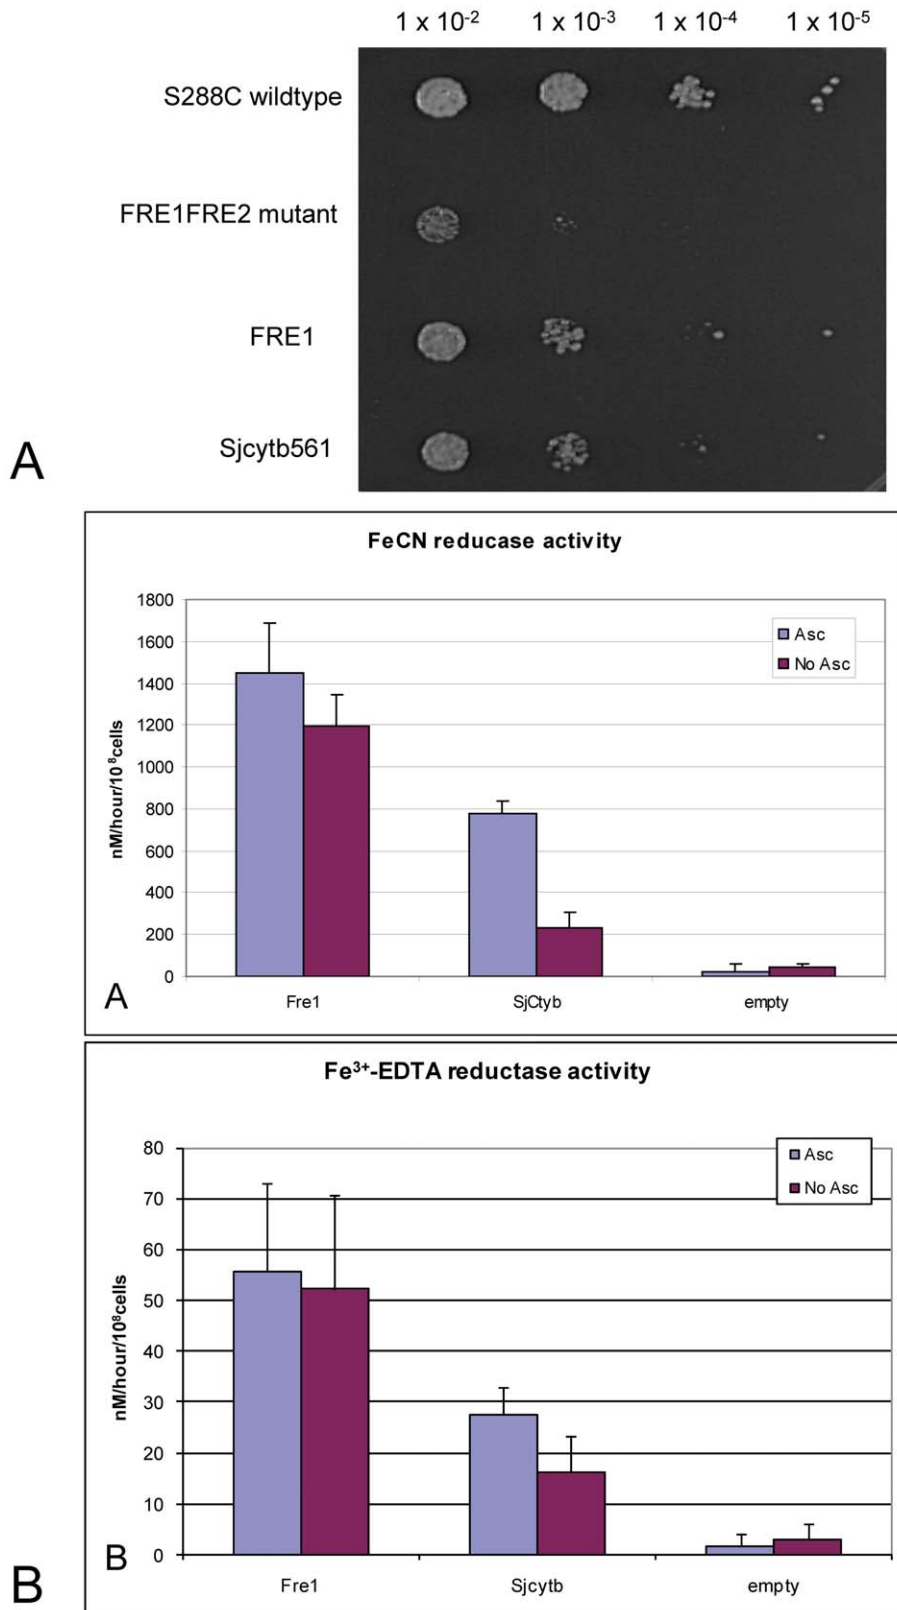 1 x 10⁻² 1 x 10⁻³ 1 x 10⁻⁴ 1 x 10⁻⁵
S288C wildtype
FRE1FRE2 mutant
FRE1
Sjcytb561
A
FeCN reducase activity
1800
1600
1400
1200
1000
800
600
400
200
0
nM/hour/10⁸cells
Asc
No Asc
A
Fre1 SjCtyb empty
Fe³⁺-EDTA reductase activity
80
70
60
50
40
30
20
10
0
nM/hour/10⁸cells
Asc
No Asc
B
Fre1 Sjcytb empty
B